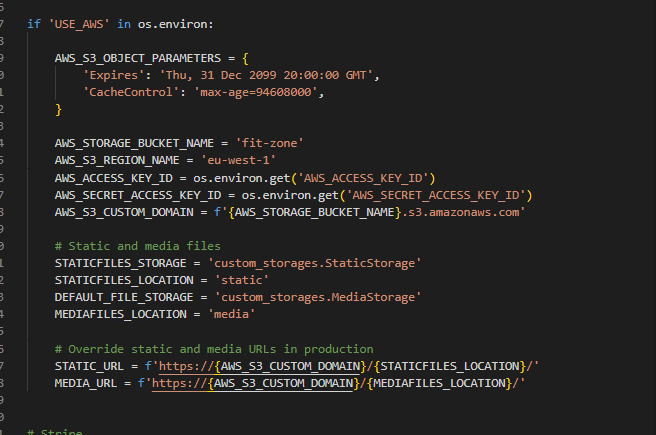 if 'USE_AWS' in os.environ:
AWS_S3_OBJECT_PARAMETERS = {
'Expires': 'Thu, 31 Dec 2099 20:00:00 GMT',
'CacheControl': 'max-age=94608000',
}
AWS_STORAGE_BUCKET_NAME = 'fit-zone'
AWS_S3_REGION_NAME = 'eu-west-1'
AWS_ACCESS_KEY_ID = os.environ.get('AWS_ACCESS_KEY_ID')
AWS_SECRET_ACCESS_KEY_ID = os.environ.get('AWS_SECRET_ACCESS_KEY_ID')
AWS_S3_CUSTOM_DOMAIN = f'{AWS_STORAGE_BUCKET_NAME}.s3.amazonaws.com'
# Static and media files
STATICFILES_STORAGE = 'custom_storages.StaticStorage'
STATICFILES_LOCATION = 'static'
DEFAULT_FILE_STORAGE = 'custom_storages.MediaStorage'
MEDIAFILES_LOCATION = 'media'
# Override static and media URLs in production
STATIC_URL = f'https://{AWS_S3_CUSTOM_DOMAIN}/{STATICFILES_LOCATION}/'
MEDIA_URL = f'https://{AWS_S3_CUSTOM_DOMAIN}/{MEDIAFILES_LOCATION}/'
# Stripe